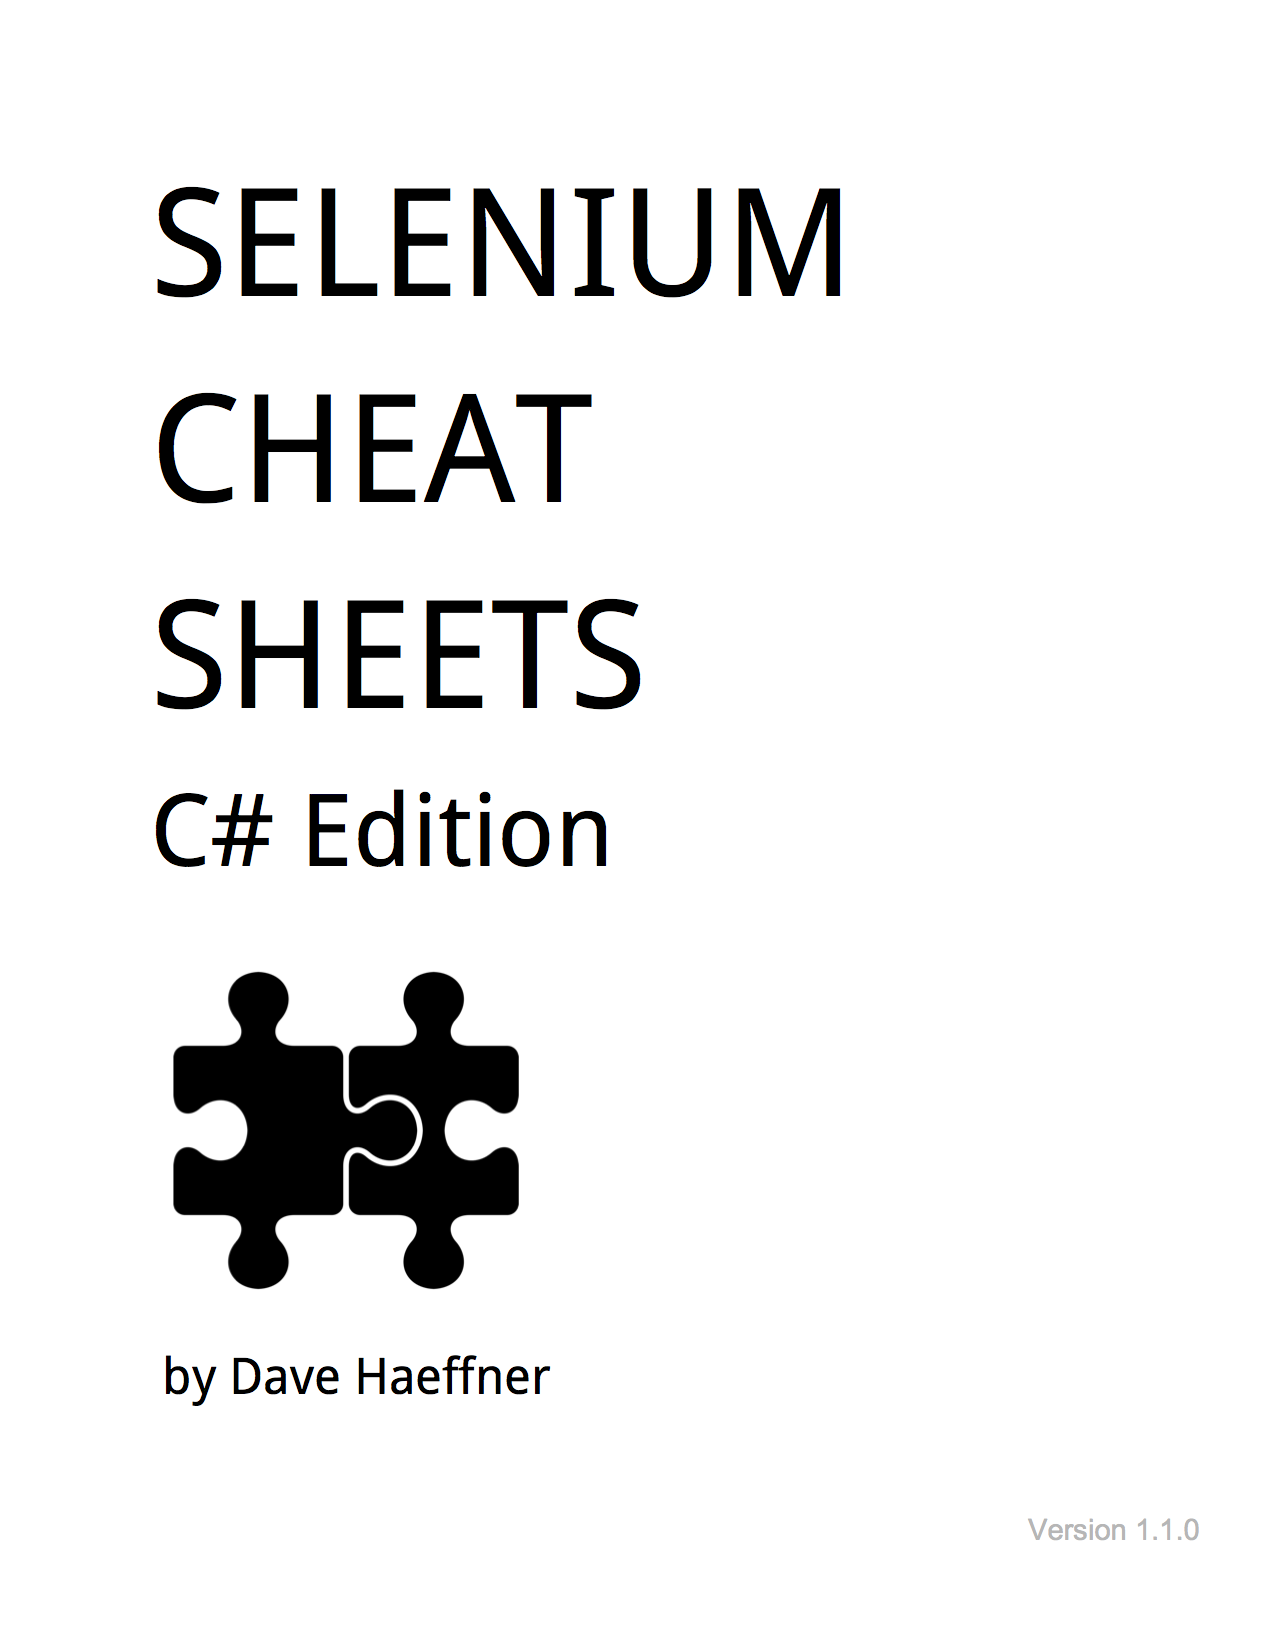 SELENIUM
CHEAT
SHEETS
C# Edition
by Dave Haeffner
Version 1.1.0